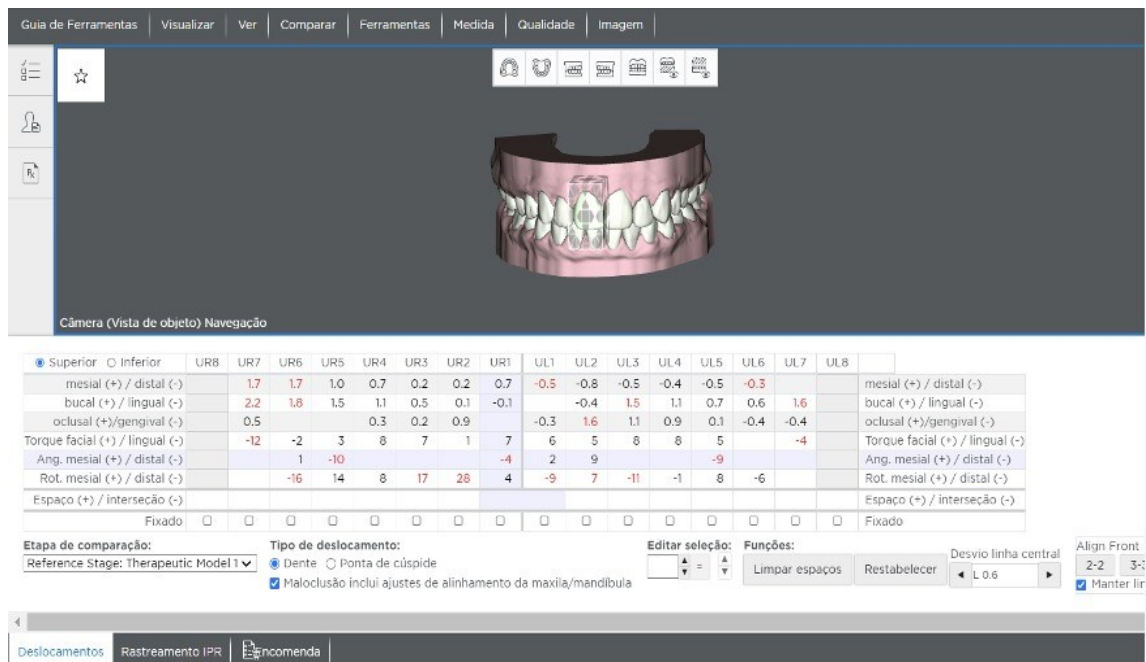 Guia de Ferramentas Visualizar Ver Comparar Ferramentas Medida Qualidade Imagem
Câmera (Vista de objeto) Navegação
Superior Inferior UR8 UR7 UR6 UR5 UR4 UR3 UR2 UR1 UL1 UL2 UL3 UL4 UL5 UL6 UL7 UL8
mesial (+) / distal (-) 1.7 1.7 1.0 0.7 0.2 0.2 0.7 -0.5 -0.8 -0.5 -0.4 -0.5 -0.3 mesial (+) / distal (-)
bucal (+) / lingual (-) 2.2 1.8 1.5 1.1 0.5 0.1 -0.1 -0.4 1.5 1.1 0.7 0.6 1.6 bucal (+) / lingual (-)
oclusal (+)/gengival (-) 0.5 0.3 0.2 0.9 -0.3 1.6 1.1 0.9 0.1 -0.4 -0.4 oclusal (+)/gengival (-)
Torque facial (+) / lingual (-) -12 -2 3 8 7 1 7 6 5 8 8 5 -4 Torque facial (+) / lingual (-)
Ang. mesial (+) / distal (-) 1 -10 -4 2 9 -9 Ang. mesial (+) / distal (-)
Rot. mesial (+) / distal (-) -16 14 8 17 28 4 -9 7 -11 -1 8 -6 Rot. mesial (+) / distal (-)
Espaço (+) / interseção (-) Espaço (+) / interseção (-)
Fixado Fixado
Etapa de comparação: Tipo de deslocamento: Editar seleção: Funções: Desvio linha central Align Front
Reference Stage: Therapeutic Model 1 Dente Ponta de cúspide = Limpar espaços Restabelecer L 0.6 2-2
Maloclusão inclui ajustes de alinhamento da maxila/mandíbula Manter
Deslocamentos Rastreamento IPR Encomenda